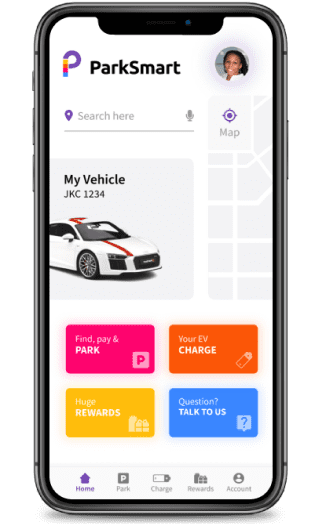 ParkSmart
Search here
Map
My Vehicle
JKC 1234
Find, pay &
PARK
P
Your EV
CHARGE
Huge
REWARDS
Question?
TALK TO US
?
P
Home
Park
Charge
Rewards
Account